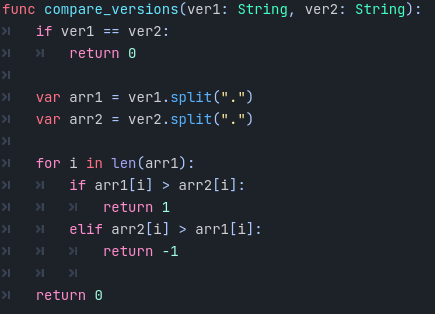 func compare_versions(ver1: String, ver2: String):
if ver1 == ver2:
return 0
var arr1 = ver1.split(".")
var arr2 = ver2.split(".")
for i in len(arr1):
if arr1[i] > arr2[i]:
return 1
elif arr2[i] > arr1[i]:
return -1
return 0